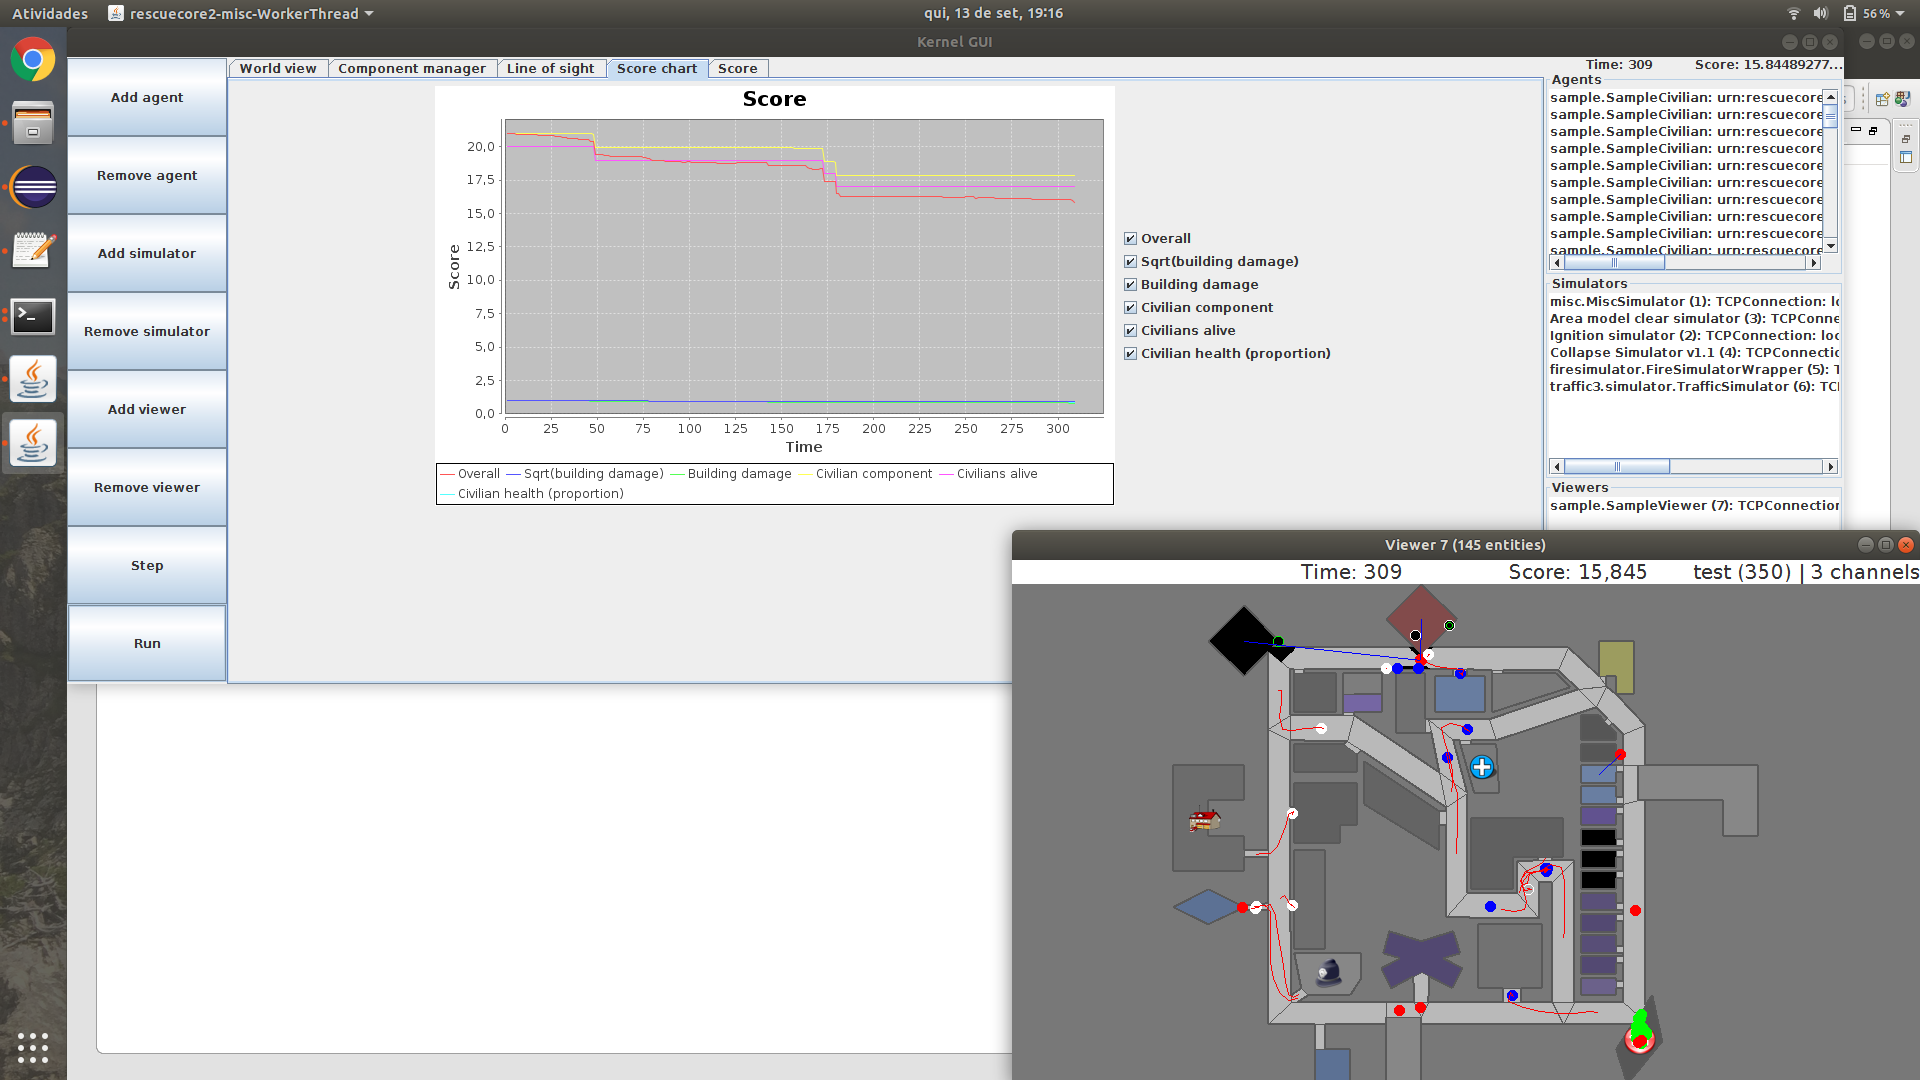 Atividades
rescuecore2-misc-WorkerThread
qui, 13 de set, 19:16
56 %
Kernel GUI
Add agent
Remove agent
Add simulator
Remove simulator
Add viewer
Remove viewer
Step
Run
World view
Component manager
Line of sight
Score chart
Score
Time: 309
Score: 15.84489277...
Score
20,0
17,5
15,0
12,5
10,0
7,5
5,0
2,5
0,0
Score
0 25 50 75 100 125 150 175 200 225 250 275 300
Time
Overall Sqrt(building damage) Building damage Civilian component Civilians alive
Civilian health (proportion)
Overall
Sqrt(building damage)
Building damage
Civilian component
Civilians alive
Civilian health (proportion)
Agents
sample.SampleCivilian: urn:rescuecore
sample.SampleCivilian: urn:rescuecore
sample.SampleCivilian: urn:rescuecore
sample.SampleCivilian: urn:rescuecore
sample.SampleCivilian: urn:rescuecore
sample.SampleCivilian: urn:rescuecore
sample.SampleCivilian: urn:rescuecore
sample.SampleCivilian: urn:rescuecore
sample.SampleCivilian: urn:rescuecore
sample.SampleCivilian: urn:rescuecore
Simulators
misc.MiscSimulator (1): TCPConnection: lo
Area model clear simulator (3): TCPConne
Ignition simulator (2): TCPConnection: loc
Collapse Simulator v1.1 (4): TCPConnectio
firesimulator.FireSimulatorWrapper (5): T
traffic3.simulator.TrafficSimulator (6): TCI
Viewers
sample.SampleViewer (7): TCPConnection
Viewer 7 (145 entities)
Time: 309
Score: 15,845
test (350) | 3 channels